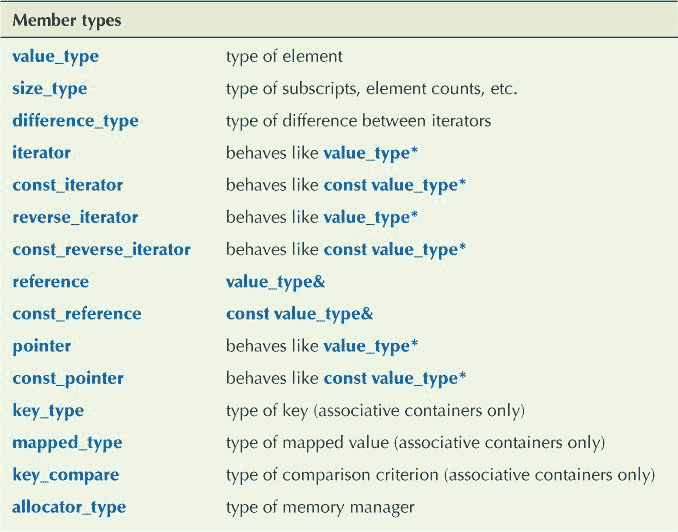 Member types
value_type type of element
size_type type of subscripts, element counts, etc.
difference_type type of difference between iterators
iterator behaves like value_type*
const_iterator behaves like const value_type*
reverse_iterator behaves like value_type*
const_reverse_iterator behaves like const value_type*
reference value_type&
const_reference const value_type&
pointer behaves like value_type*
const_pointer behaves like const value_type*
key_type type of key (associative containers only)
mapped_type type of mapped value (associative containers only)
key_compare type of comparison criterion (associative containers only)
allocator_type type of memory manager